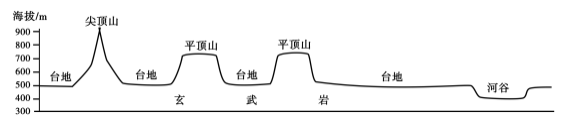 海拔/m
尖顶山
900
平顶山
平顶山
800
700
台地
台地
台地
台地
600
500
河谷
400
玄 武 岩
300